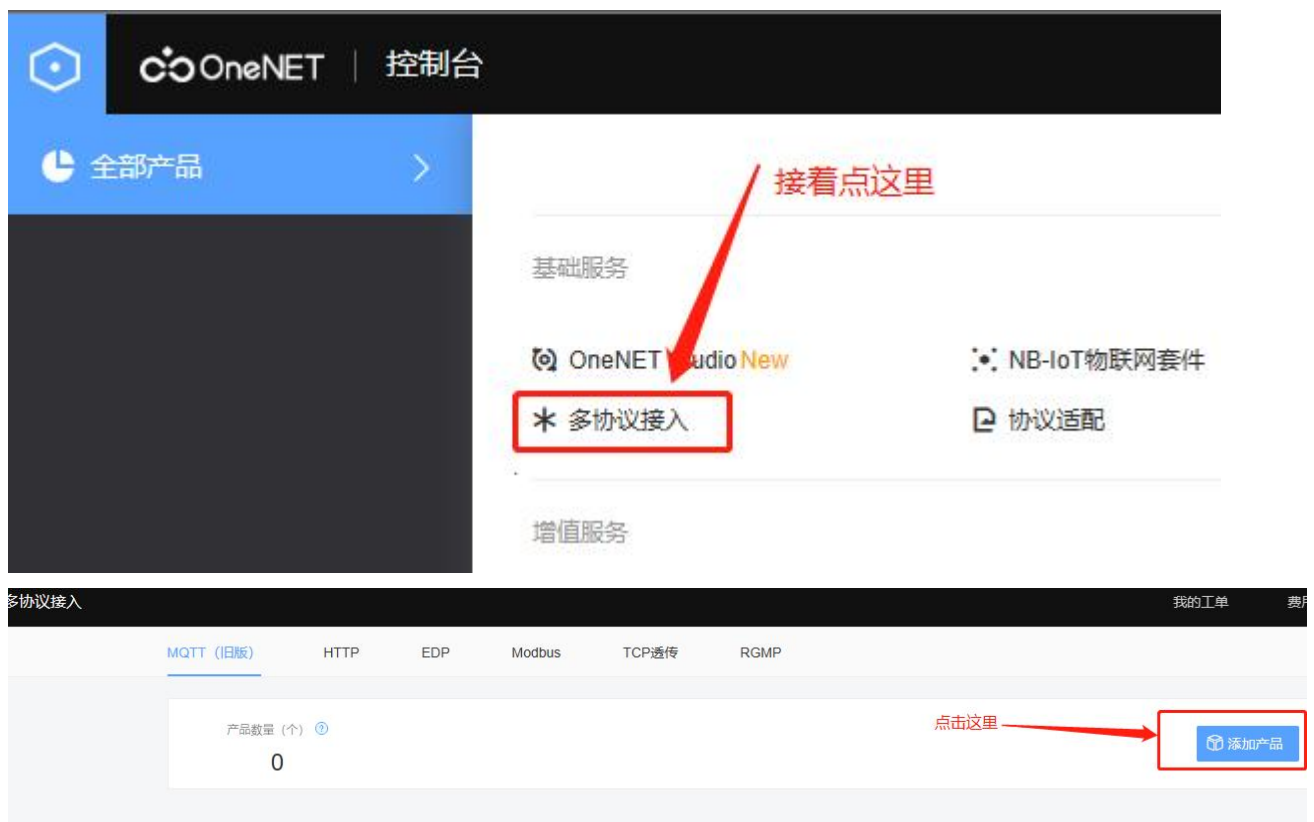 OneNET | 控制台
全部产品
接着点这里
基础服务
OneNET udio New
NB-IoT物联网套件
多协议接入
协议适配
增值服务
多协议接入
我的工单
MQTT（旧版）
HTTP
EDP
Modbus
TCP透传
RGMP
产品数量（个）
点击这里
添加产品
0